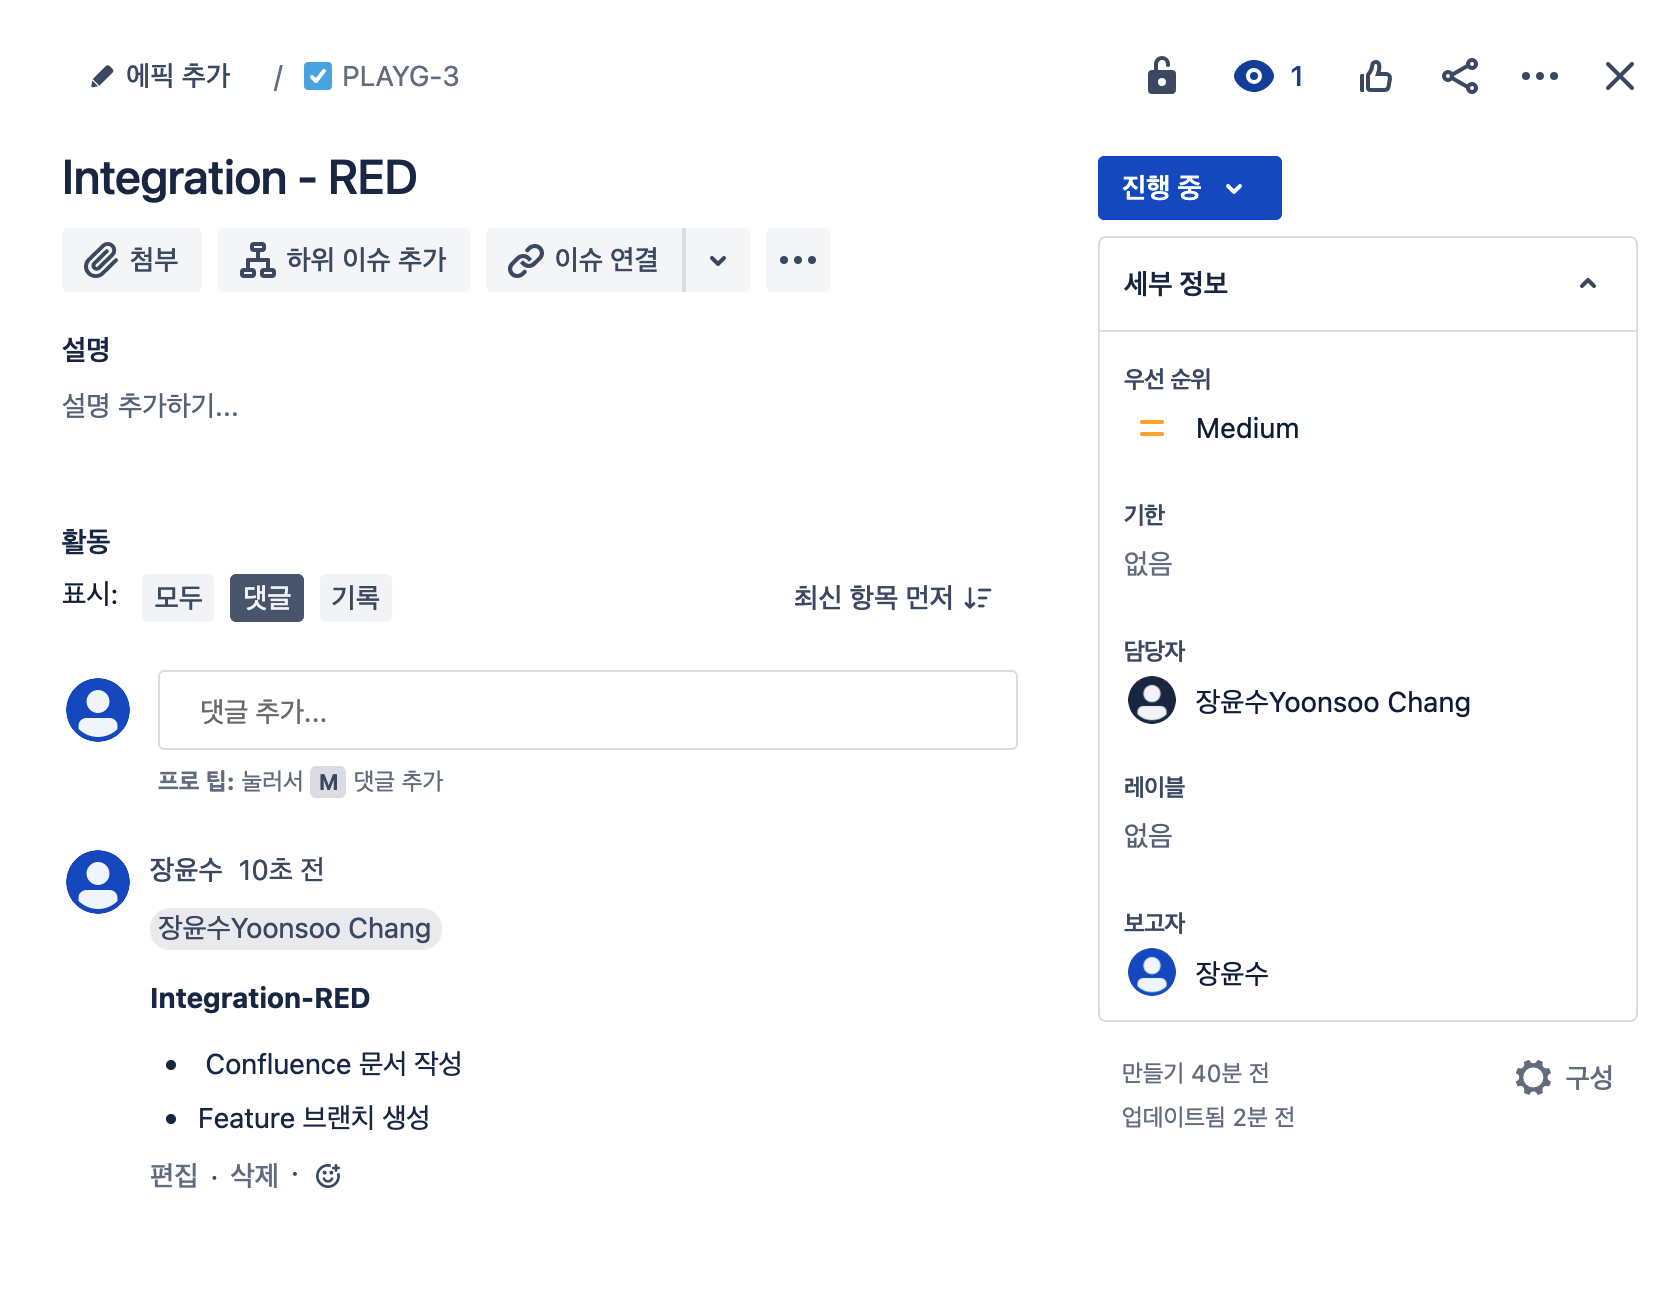 에픽 추가 / PLAYG-3
1
Integration - RED
첨부
하위 이슈 추가
이슈 연결
설명
설명 추가하기...
활동
표시: 모두 댓글 기록
최신 항목 먼저
댓글 추가...
프로 팁: 눌러서 M 댓글 추가
장윤수 10초 전
장윤수Yoonsoo Chang
Integration-RED
• Confluence 문서 작성
• Feature 브랜치 생성
편집 · 삭제 ·
진행 중
세부 정보
우선 순위
Medium
기한
없음
담당자
장윤수Yoonsoo Chang
레이블
없음
보고자
장윤수
만들기 40분 전
업데이트됨 2분 전
구성